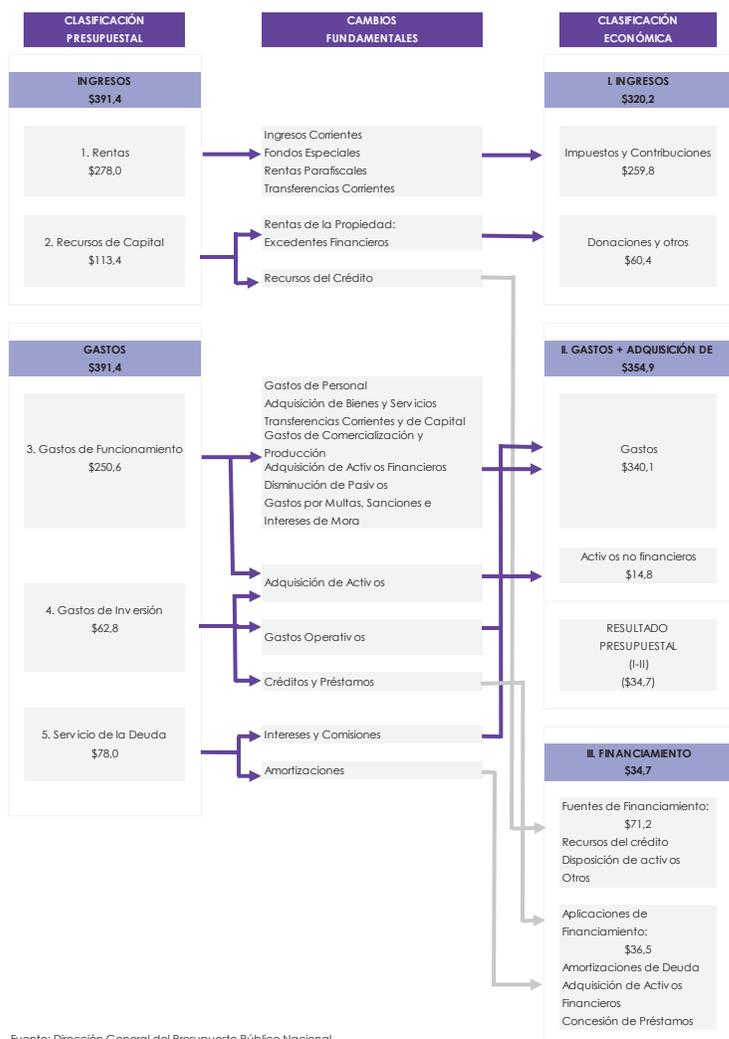 CLASIFICACIÓN
PRESUPUESTAL
INGRESOS
$391,4
1. Rentas
$278,0
2. Recursos de Capital
$113,4
GASTOS
$391,4
3. Gastos de Funcionamiento
$250,6
4. Gastos de Inversión
$62,8
5. Servicio de la Deuda
$78,0
CAMBIOS
FUNDAMENTALES
Ingresos Corrientes
Fondos Especiales
Rentas Parafiscales
Transferencias Corrientes
Rentas de la Propiedad:
Excedentes Financieros
Recursos del Crédito
Gastos de Personal
Adquisición de Bienes y Servicios
Transferencias Corrientes y de Capital
Gastos de Comercialización y
Producción
Adquisición de Activos Financieros
Disminución de Pasivos
Gastos por Multas, Sanciones e
Intereses de Mora
Adquisición de Activos
Gastos Operativos
Créditos y Préstamos
Intereses y Comisiones
Amortizaciones
CLASIFICACIÓN
ECONÓMICA
I. INGRESOS
$320,2
Impuestos y Contribuciones
$259,8
Donaciones y otros
$60,4
II. GASTOS + ADQUISICIÓN DE
$354,9
Gastos
$340,1
Activos no financieros
$14,8
RESULTADO
PRESUPUESTAL
(I-II)
($34,7)
III. FINANCIAMIENTO
$34,7
Fuentes de Financiamiento:
$71,2
Recursos del crédito
Disposición de activos
Otros
Aplicaciones de
Financiamiento:
$36,5
Amortizaciones de Deuda
Adquisición de Activos
Financieros
Concesión de Préstamos
Fuente: Dirección General del Presupuesto Público Nacional